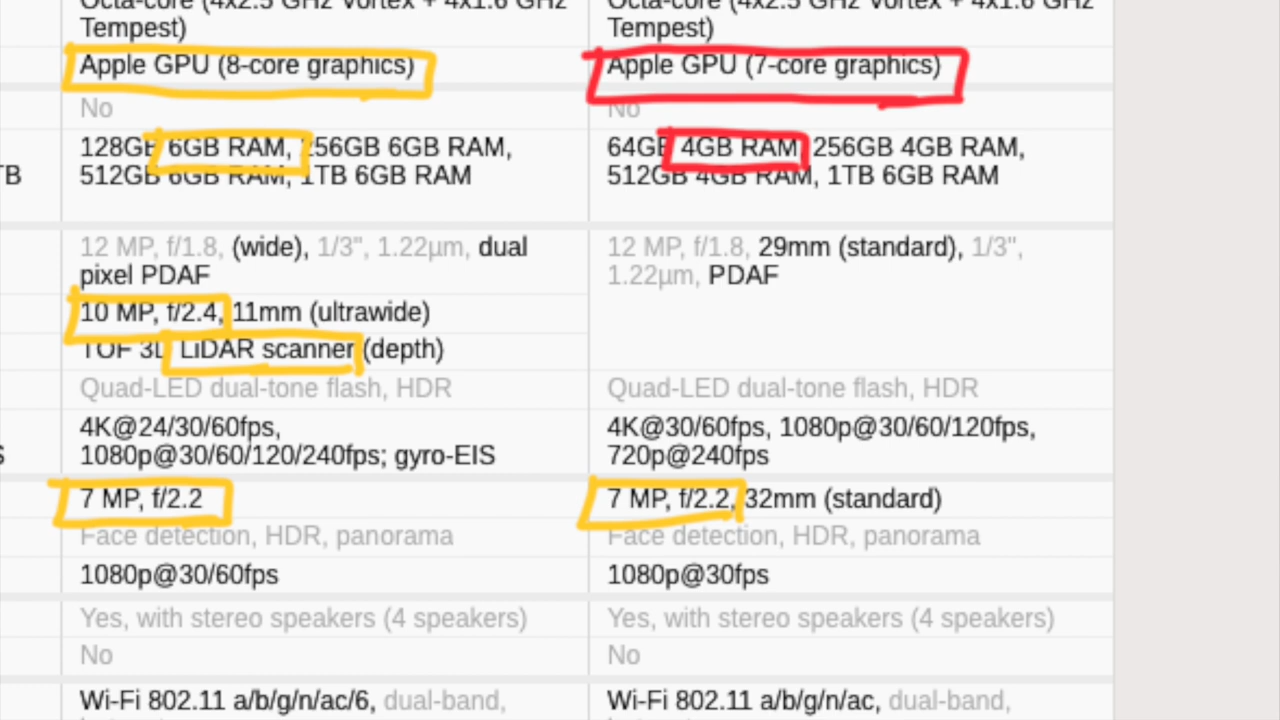 Octa-core (4x2.5 GHz Vortex + 4x1.6 GHz
Tempest)
Apple GPU (8-core graphics)
No
128GB 6GB RAM, 256GB 6GB RAM,
512GB 6GB RAM, 1TB 6GB RAM
12 MP, f/1.8, (wide), 1/3", 1.22µm, dual
pixel PDAF
10 MP, f/2.4, 11mm (ultrawide)
TOF 3D LiDAR scanner (depth)
Quad-LED dual-tone flash, HDR
4K@24/30/60fps,
1080p@30/60/120/240fps; gyro-EIS
7 MP, f/2.2
Face detection, HDR, panorama
1080p@30/60fps
Yes, with stereo speakers (4 speakers)
No
Wi-Fi 802.11 a/b/g/n/ac/6, dual-band,
Octa-core (4x2.5 GHz Vortex + 4x1.6 GHz
Tempest)
Apple GPU (7-core graphics)
No
64GB 4GB RAM, 256GB 4GB RAM,
512GB 4GB RAM, 1TB 6GB RAM
12 MP, f/1.8, 29mm (standard), 1/3",
1.22µm, PDAF
Quad-LED dual-tone flash, HDR
4K@30/60fps, 1080p@30/60/120fps,
720p@240fps
7 MP, f/2.2, 32mm (standard)
Face detection, HDR, panorama
1080p@30fps
Yes, with stereo speakers (4 speakers)
No
Wi-Fi 802.11 a/b/g/n/ac, dual-band,